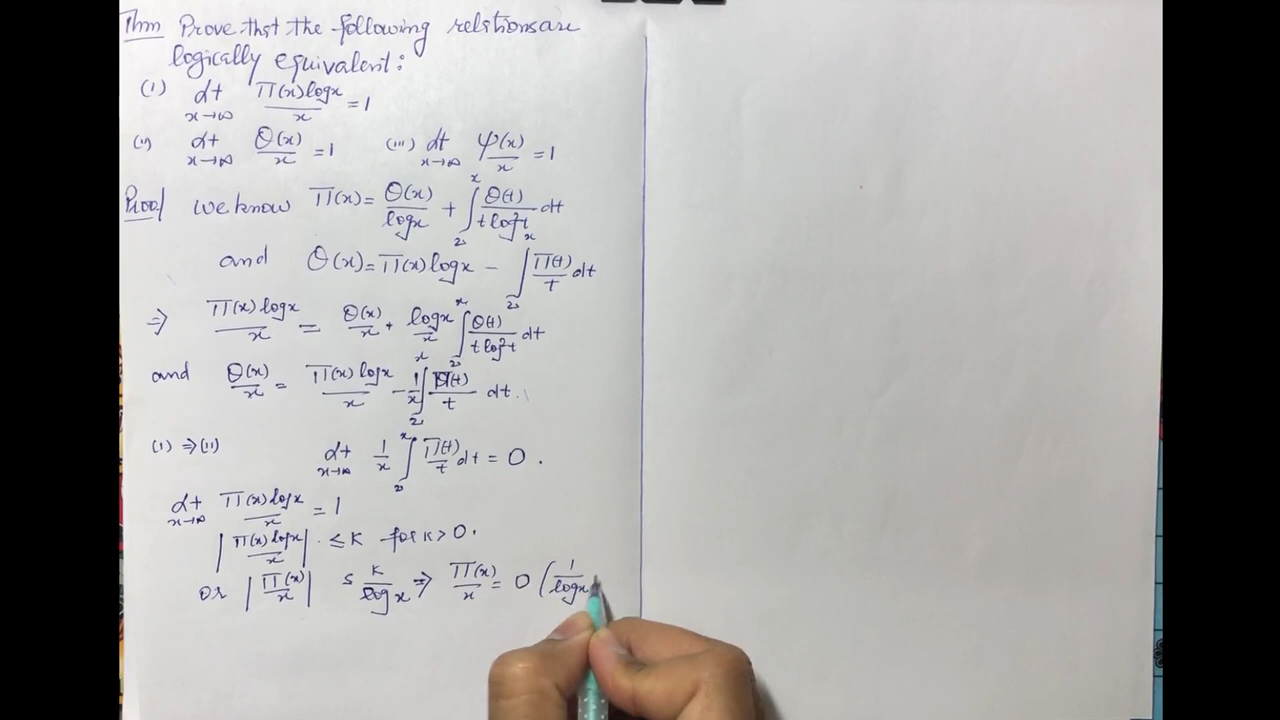 Thm Prove that the following relations are
logically equivalent:
(i) lt x→∞ π(x) log x / x = 1
(ii) lt x→∞ θ(x)/x = 1 (iii) lt x→∞ ψ(x)/x = 1
Proof we know π(x) = θ(x)/log x + ∫₂ˣ θ(t)/(t log²t) dt
and θ(x) = π(x) log x − ∫₂ˣ π(t)/t dt
⇒ π(x) log x / x = θ(x)/x + log x/x ∫₂ˣ θ(t)/(t log²t) dt
and θ(x)/x = π(x) log x / x − 1/x ∫₂ˣ π(t)/t dt.
(i) ⇒ (ii) lt x→∞ 1/x ∫₂ˣ π(t)/t dt = 0.
lt x→∞ π(x) log x / x = 1
|π(x) log x / x| ≤ K for K > 0.
or |π(x)/x| ≤ K/log x ⇒ π(x)/x = O(1/log x